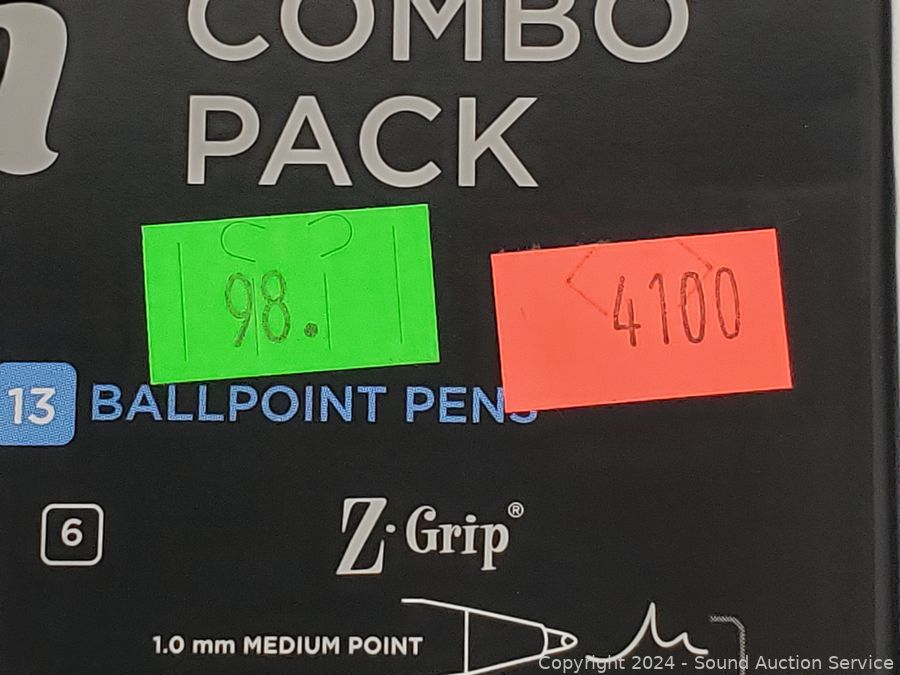 COMBO
PACK
98.
4100
13 BALLPOINT PENS
6
Z·Grip®
1.0 mm MEDIUM POINT
Copyright 2024 - Sound Auction Service